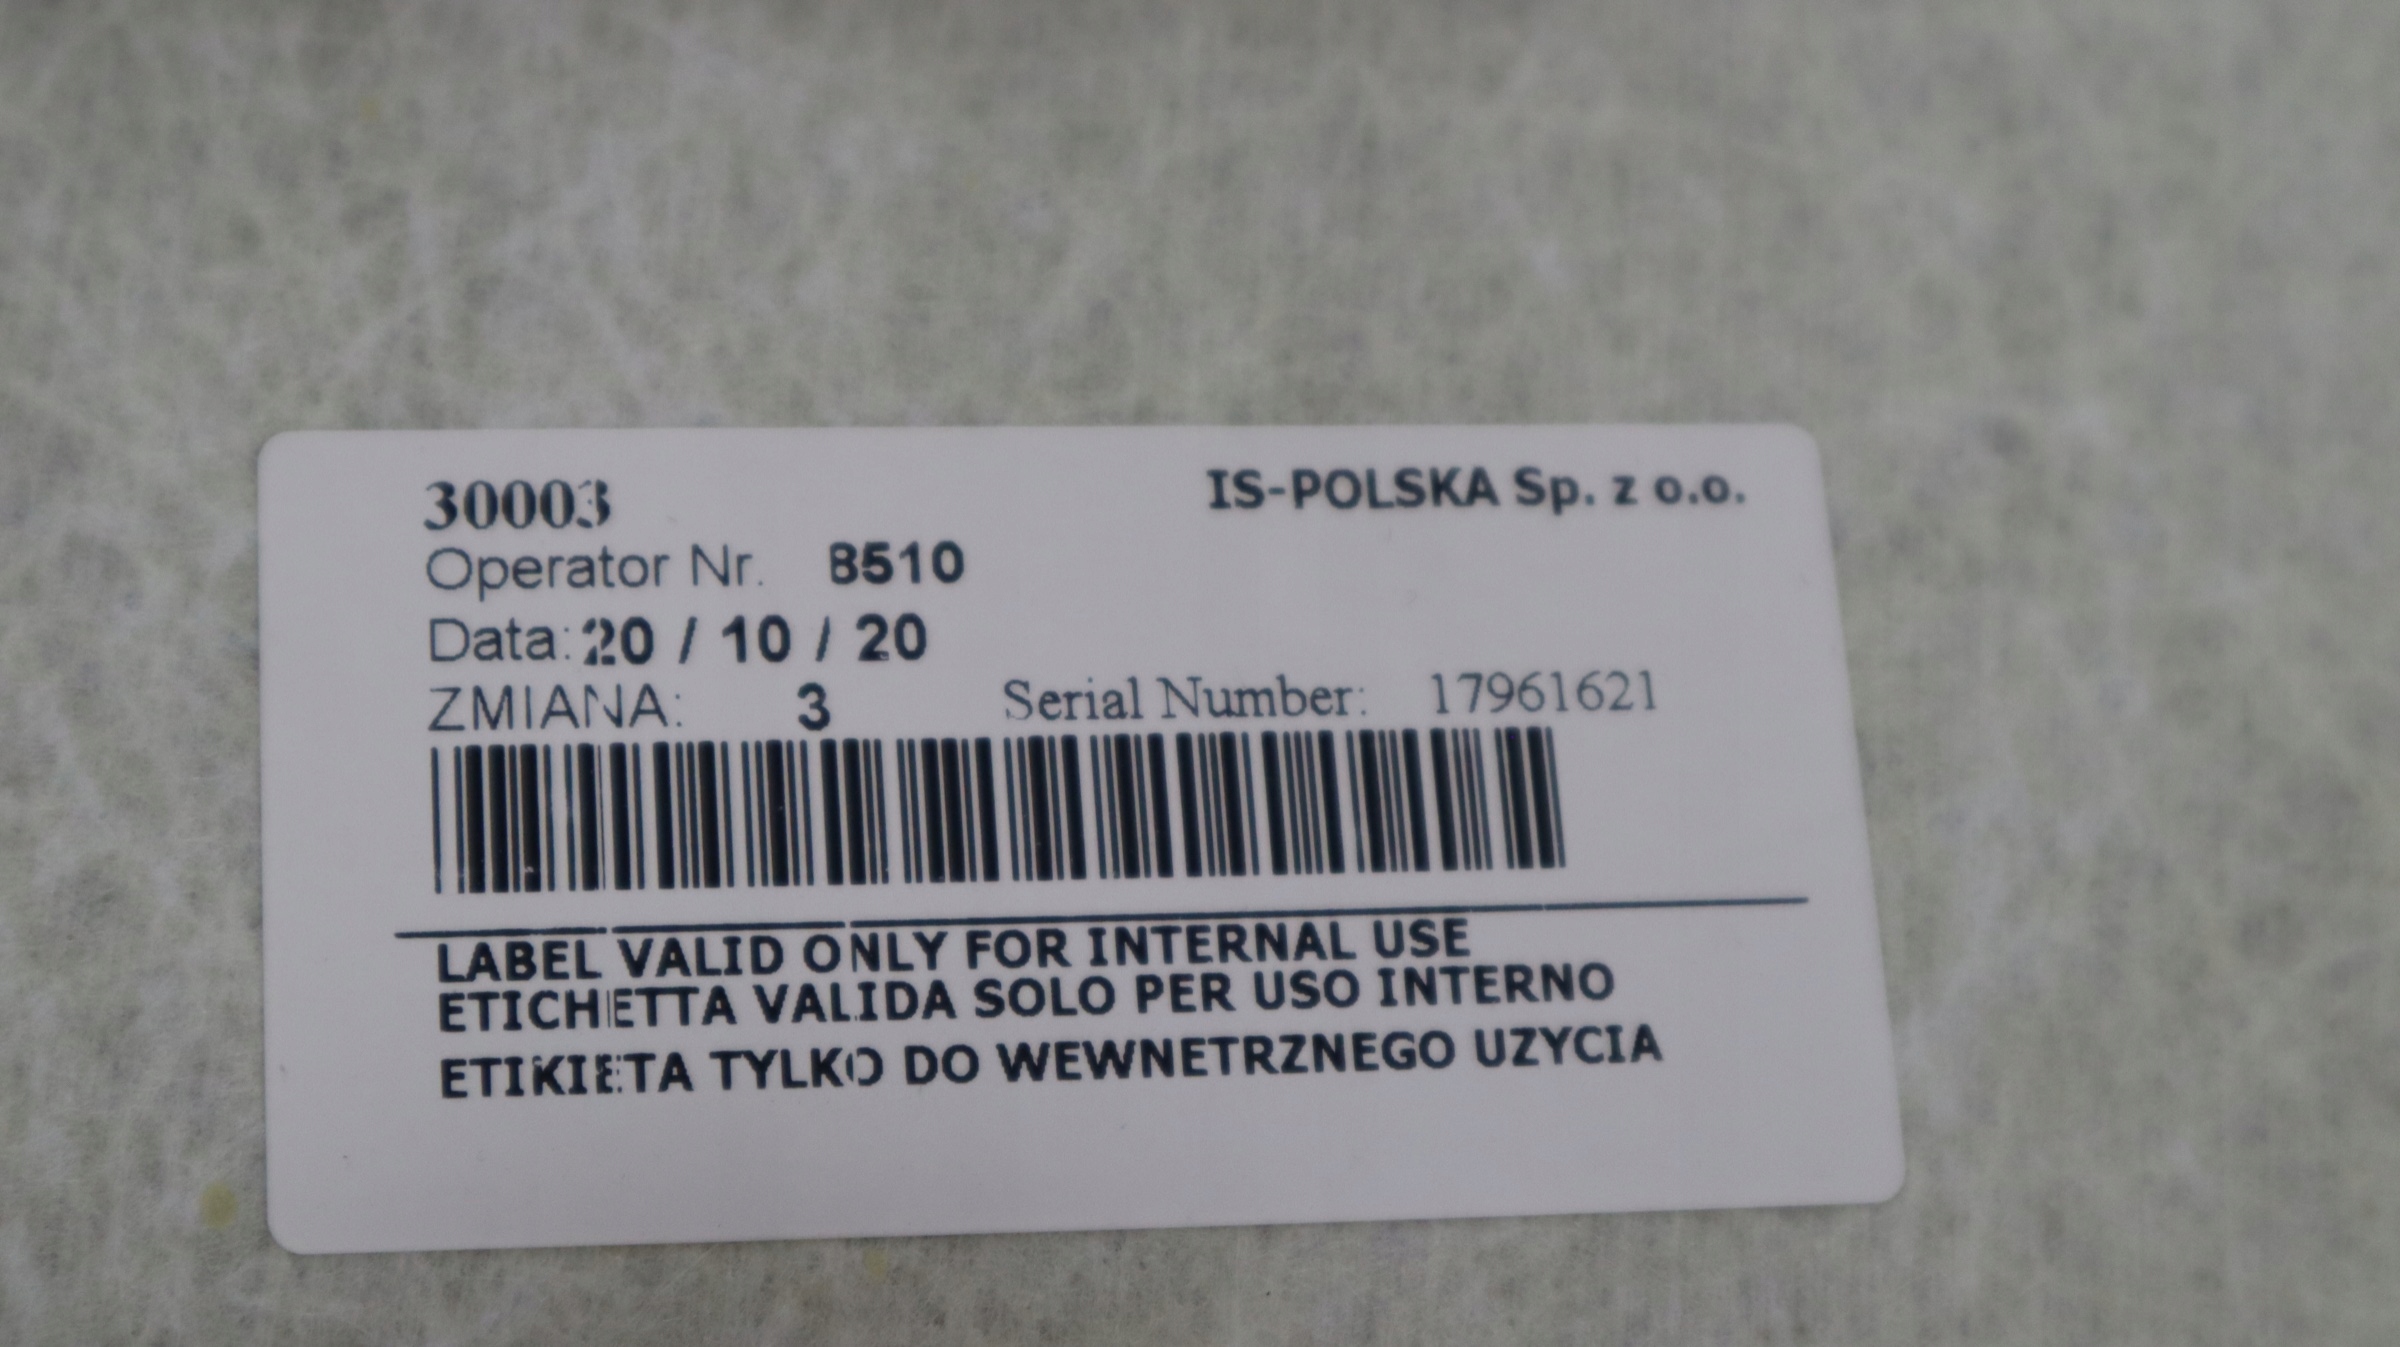 30003
IS-POLSKA Sp. z o.o.
Operator Nr. 8510
Data: 20 / 10 / 20
ZMIANA: 3 Serial Number: 17961621
LABEL VALID ONLY FOR INTERNAL USE
ETICHETTA VALIDA SOLO PER USO INTERNO
ETIKIETA TYLKO DO WEWNETRZNEGO UZYCIA